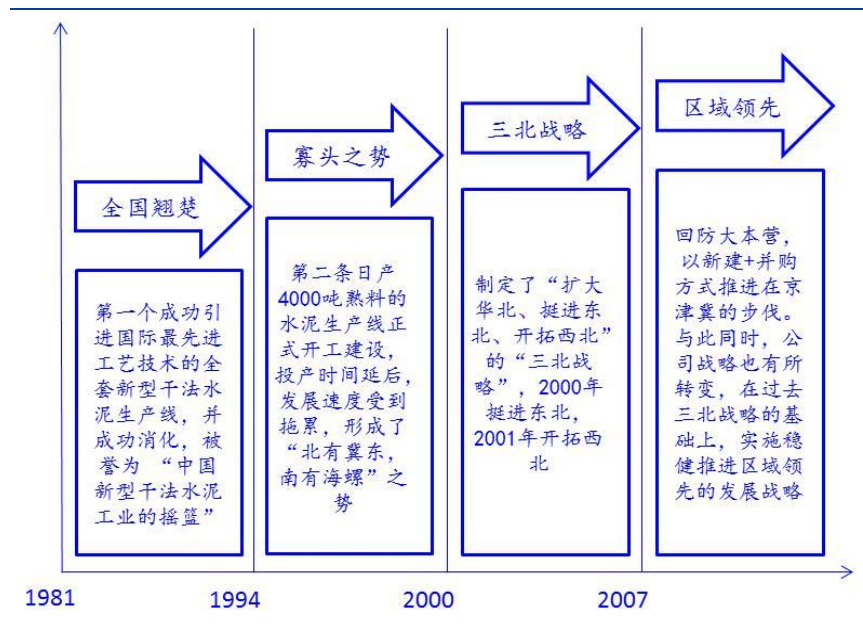 全国翘楚
第一个成功引
进国际最先进
工艺技术的全
套新型干法水
泥生产线，并
成功消化，被
誉为 “中国
新型干法水泥
工业的摇篮”
寡头之势
第二条日产
4000吨熟料的
水泥生产线正
式开工建设，
投产时间延后，
发展速度受到
拖累，形成了
“北有冀东，
南有海螺”之
势
三北战略
制定了“扩大
华北、挺进东
北、开拓西北”
的“三北战
略”，2000年
挺进东北，
2001年开拓西
北
区域领先
回防大本营，
以新建+并购
方式推进在京
津冀的步伐。
与此同时，公
司战略也有所
转变，在过去
三北战略的基
础上，实施稳
健推进区域领
先的发展战略
1981
1994
2000
2007